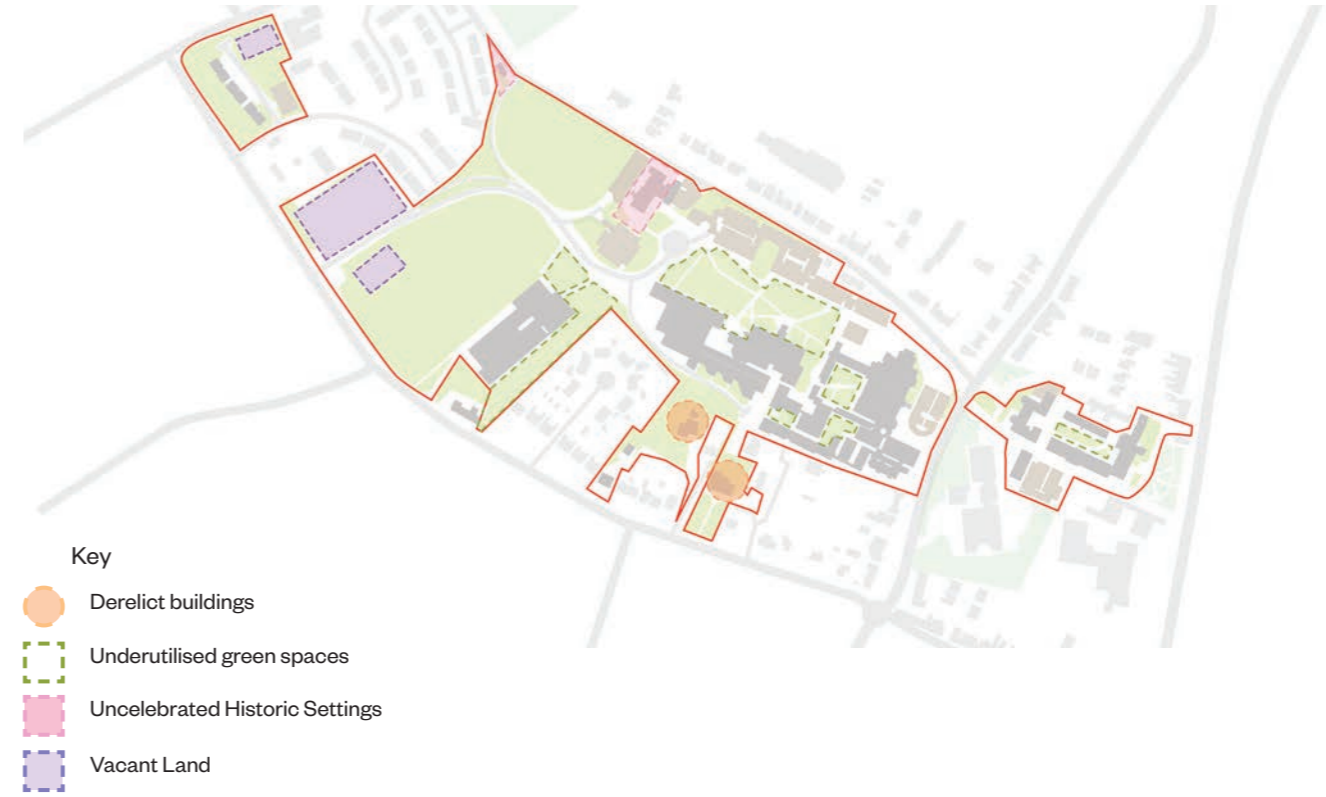 Key
Derelict buildings
Underutilised green spaces
Uncelebrated Historic Settings
Vacant Land